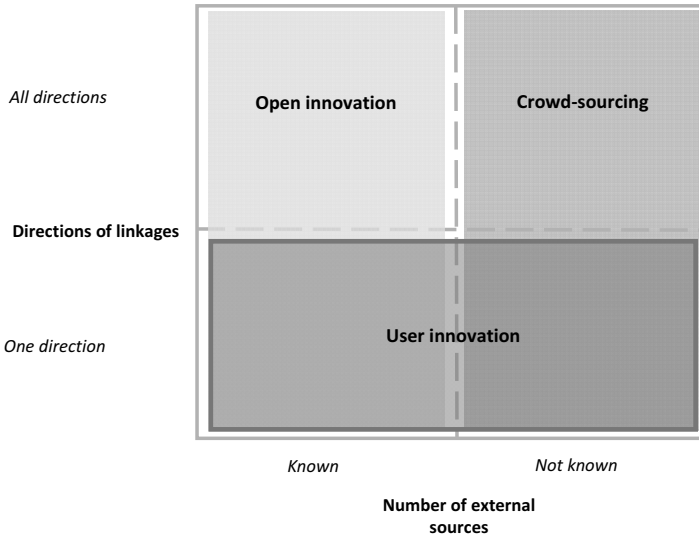 All directions
Open innovation
Crowd-sourcing
Directions of linkages
One direction
User innovation
Known
Not known
Number of external
sources